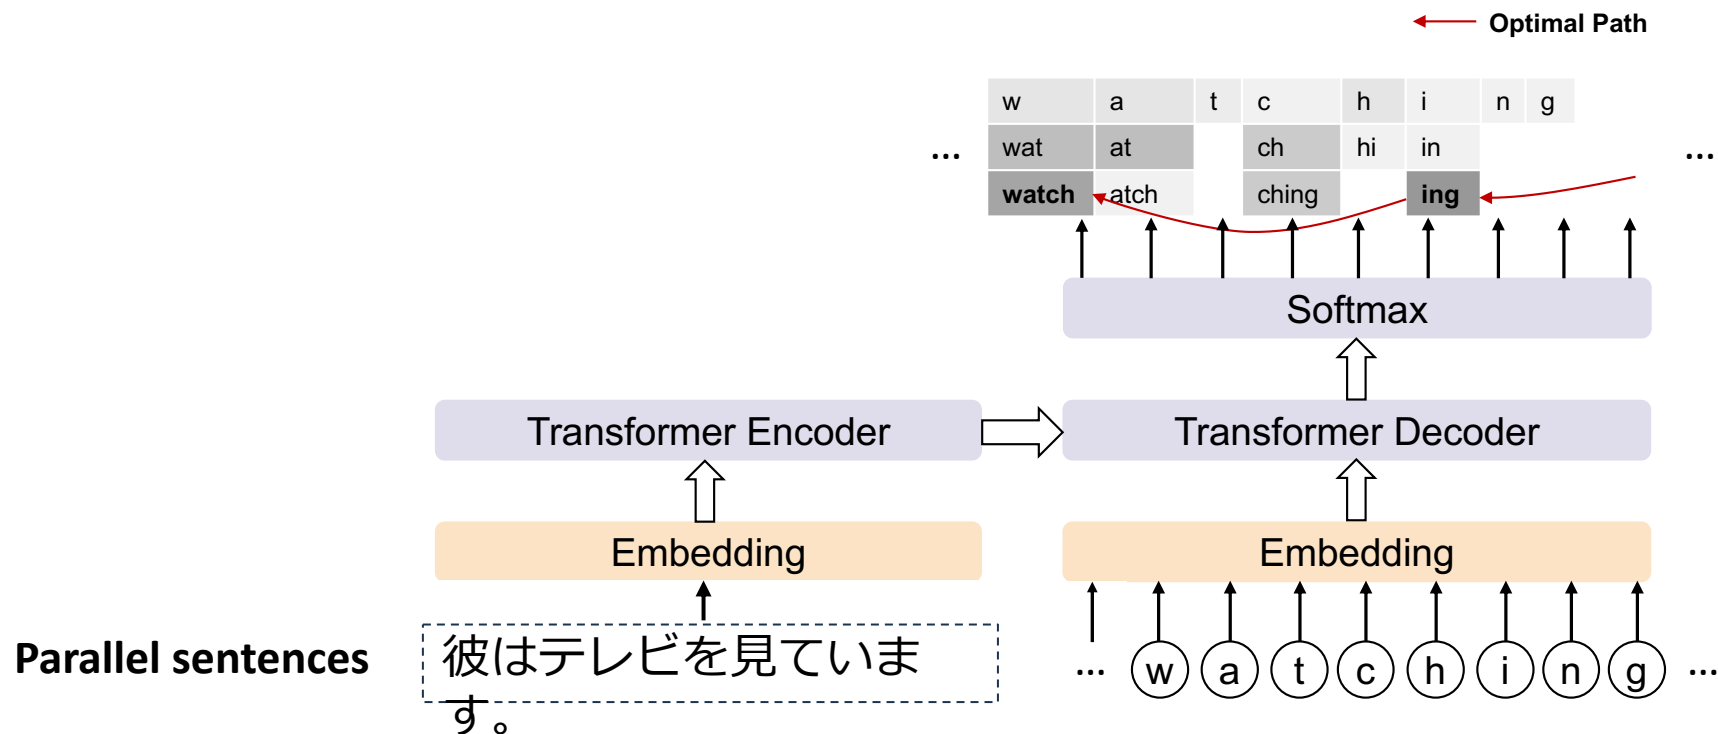 Optimal Path
w a t c h i n g
... wat at ch hi in ...
watch atch ching ing
Softmax
Transformer Encoder Transformer Decoder
Embedding Embedding
Parallel sentences 彼はテレビを見ていま ... w a t c h i n g ...
す。